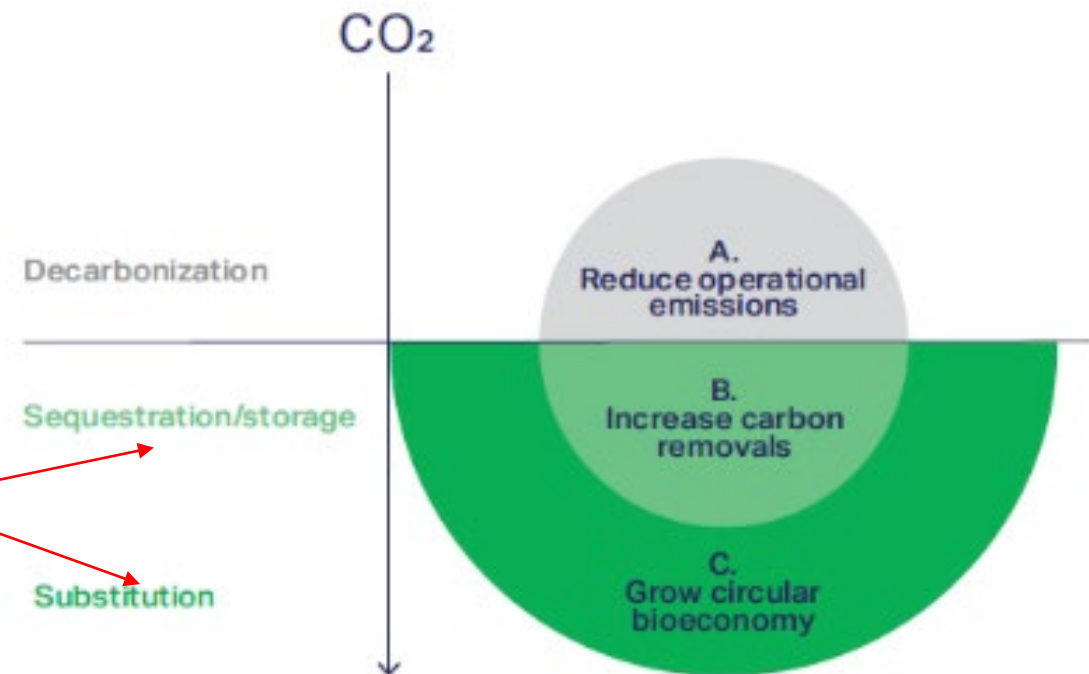 CO₂
Decarbonization
A.
Reduce operational
emissions
Sequestration/storage
B.
Increase carbon
removals
Substitution
C.
Grow circular
bioeconomy